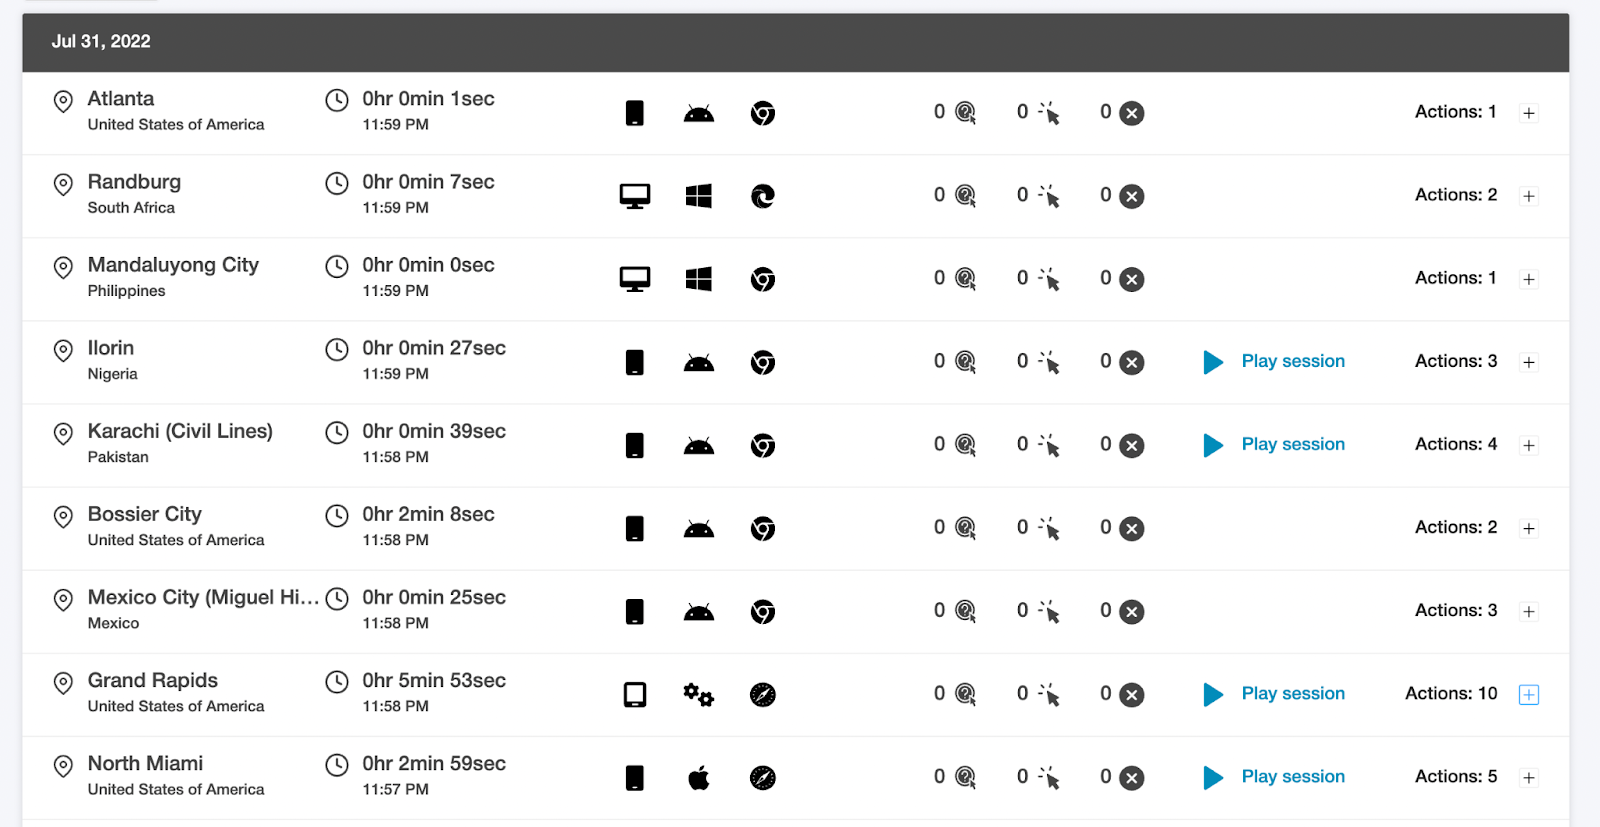 Jul 31, 2022
Atlanta 0hr 0min 1sec 0 0 0 Actions: 1
United States of America 11:59 PM
Randburg 0hr 0min 7sec 0 0 0 Actions: 2
South Africa 11:59 PM
Mandaluyong City 0hr 0min 0sec 0 0 0 Actions: 1
Philippines 11:59 PM
Ilorin 0hr 0min 27sec 0 0 0 Play session Actions: 3
Nigeria 11:59 PM
Karachi (Civil Lines) 0hr 0min 39sec 0 0 0 Play session Actions: 4
Pakistan 11:58 PM
Bossier City 0hr 2min 8sec 0 0 0 Actions: 2
United States of America 11:58 PM
Mexico City (Miguel Hi... 0hr 0min 25sec 0 0 0 Actions: 3
Mexico 11:58 PM
Grand Rapids 0hr 5min 53sec 0 0 0 Play session Actions: 10
United States of America 11:58 PM
North Miami 0hr 2min 59sec 0 0 0 Play session Actions: 5
United States of America 11:57 PM